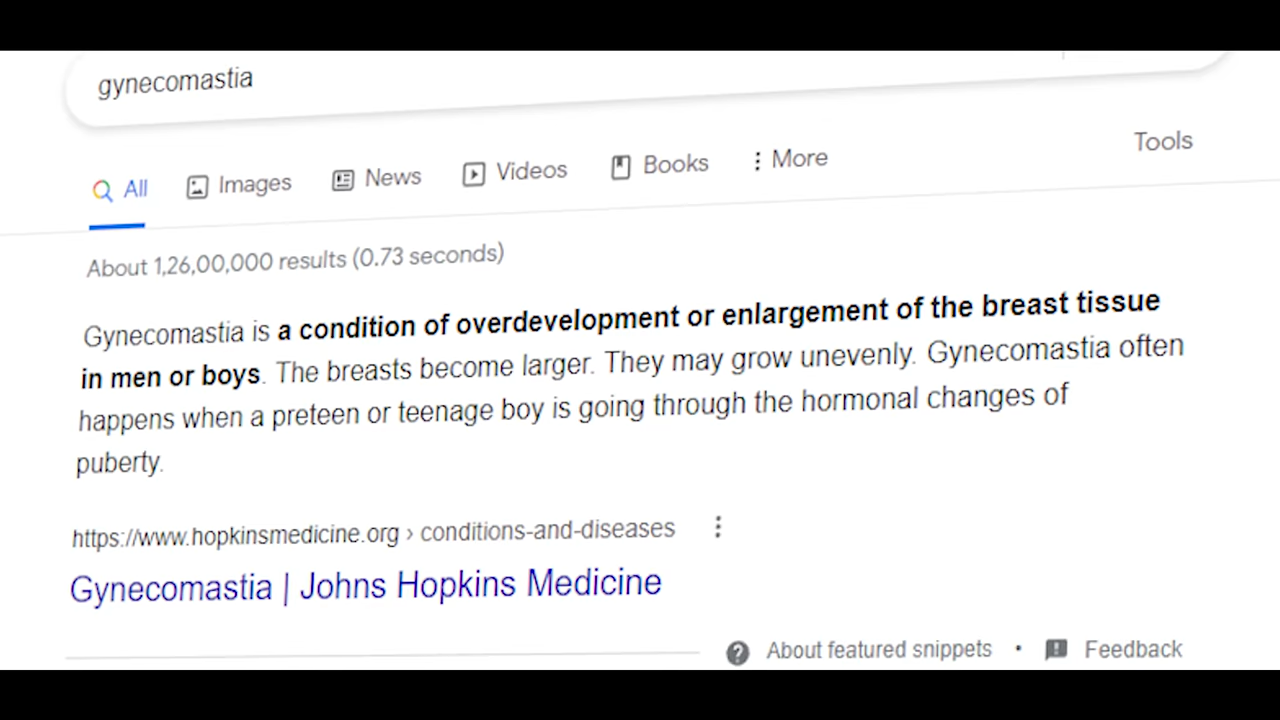 gynecomastia
All Images News Videos Books More Tools
About 1,26,00,000 results (0.73 seconds)
Gynecomastia is a condition of overdevelopment or enlargement of the breast tissue
in men or boys. The breasts become larger. They may grow unevenly. Gynecomastia often
happens when a preteen or teenage boy is going through the hormonal changes of
puberty.
https://www.hopkinsmedicine.org › conditions-and-diseases
Gynecomastia | Johns Hopkins Medicine
About featured snippets • Feedback